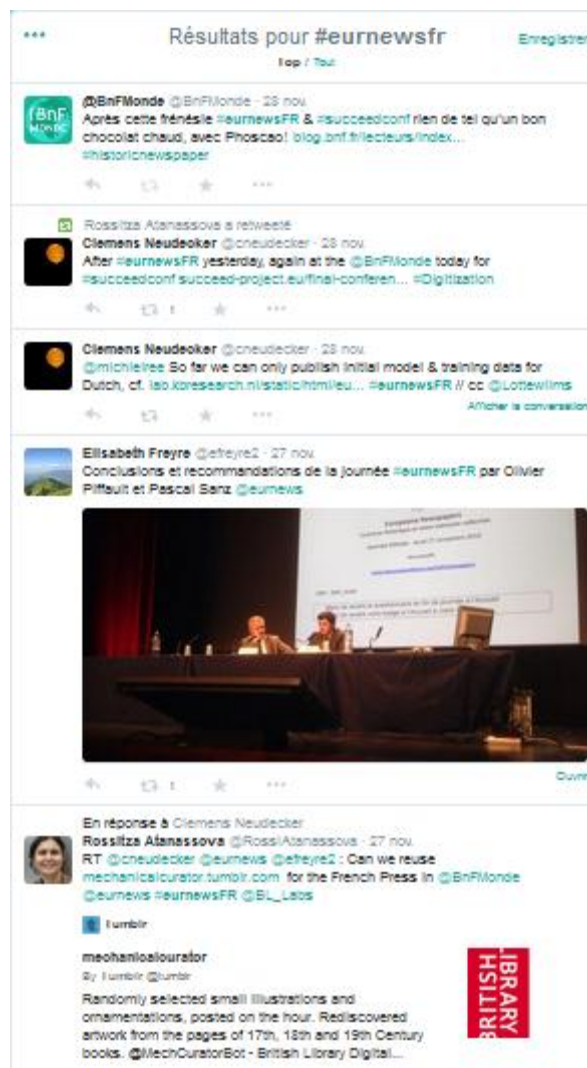 Résultats pour #eurnewsfr
Enregistrer
Top / Tout
@BnFMonde @BnFMonde · 28 nov.
Après cette frénésie #eurnewsFR & #succeedconf rien de tel qu'un bon
chocolat chaud, avec Phoscao! blog.bnf.fr/lecteurs/index...
#historicnewspaper
Rossitza Atanassova a retweeté
Clemens Neudecker @cneudecker · 28 nov.
After #eurnewsFR yesterday, again at the @BnFMonde today for
#succeedconf succeed-project.eu/final-conferen... #Digitization
1
Clemens Neudecker @cneudecker · 28 nov.
@michielree So far we can only publish initial model & training data for
Dutch, cf. lab.kbresearch.nl/static/html/eu... #eurnewsFR // cc @Lottewilms
Afficher la conversation
Elisabeth Freyre @efreyre2 · 27 nov.
Conclusions et recommandations de la journée #eurnewsFR par Olivier
Piffault et Pascal Sanz @eurnews
1
Ouvrir
En réponse à Clemens Neudecker
Rossitza Atanassova @RossiAtanassova · 27 nov.
RT @cneudecker @eurnews @efreyre2 : Can we reuse
mechanicalcurator.tumblr.com for the French Press in @BnFMonde
@eurnews #eurnewsFR @BL_Labs
Tumblr
mechanicalcurator
By Tumblr @tumblr
Randomly selected small illustrations and
ornamentations, posted on the hour. Rediscovered
artwork from the pages of 17th, 18th and 19th Century
books. @MechCuratorBot - British Library Digital...
BRITISH
LIBRARY